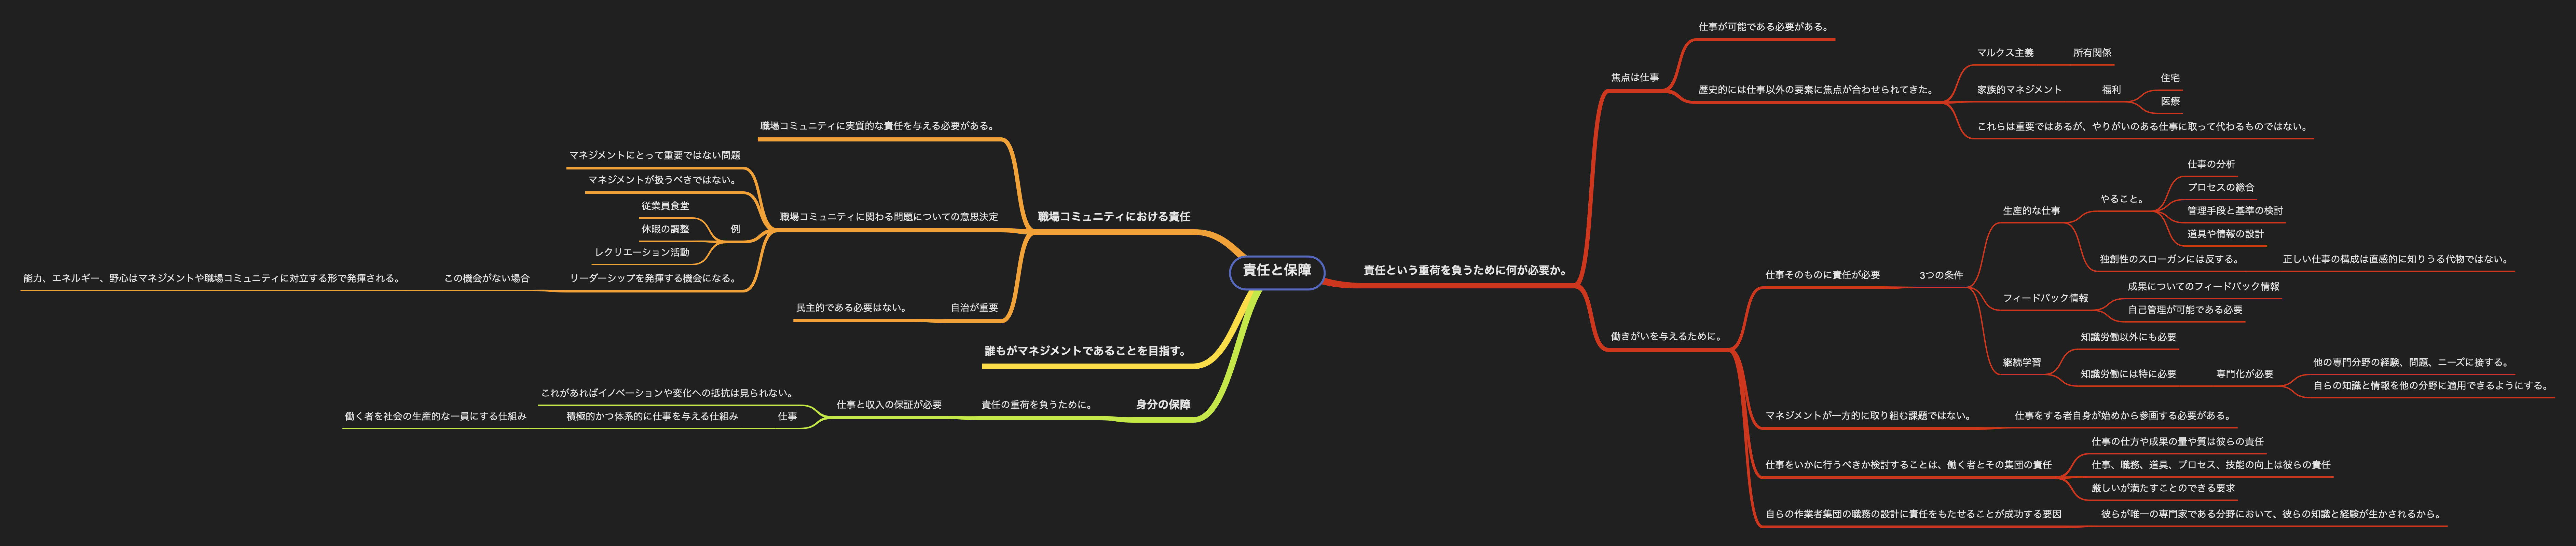 責任と保障
責任という重荷を負うために何が必要か。
焦点は仕事
仕事が可能である必要がある。
歴史的には仕事以外の要素に焦点が合わせられてきた。
マルクス主義
所有関係
家族的マネジメント
福利
住宅
医療
これらは重要ではあるが、やりがいのある仕事に取って代わるものではない。
働きがいを与えるために。
仕事そのものに責任が必要
3つの条件
生産的な仕事
やること。
仕事の分析
プロセスの総合
管理手段と基準の検討
道具や情報の設計
独創性のスローガンには反する。
正しい仕事の構成は直感的に知りうる代物ではない。
フィードバック情報
成果についてのフィードバック情報
自己管理が可能である必要
継続学習
知識労働以外にも必要
知識労働には特に必要
専門化が必要
他の専門分野の経験、問題、ニーズに接する。
自らの知識と情報を他の分野に適用できるようにする。
マネジメントが一方的に取り組む課題ではない。
仕事をする者自身が始めから参画する必要がある。
仕事をいかに行うべきか検討することは、働く者とその集団の責任
仕事の仕方や成果の量や質は彼らの責任
仕事、職務、道具、プロセス、技能の向上は彼らの責任
厳しいが満たすことのできる要求
自らの作業者集団の職務の設計に責任をもたせることが成功する要因
彼らが唯一の専門家である分野において、彼らの知識と経験が生かされるから。
職場コミュニティにおける責任
職場コミュニティに実質的な責任を与える必要がある。
職場コミュニティに関わる問題についての意思決定
マネジメントにとって重要ではない問題
マネジメントが扱うべきではない。
例
従業員食堂
休暇の調整
レクリエーション活動
リーダーシップを発揮する機会になる。
この機会がない場合
能力、エネルギー、野心はマネジメントや職場コミュニティに対立する形で発揮される。
自治が重要
民主的である必要はない。
誰もがマネジメントであることを目指す。
身分の保障
責任の重荷を負うために。
仕事と収入の保証が必要
これがあればイノベーションや変化への抵抗は見られない。
仕事
積極的かつ体系的に仕事を与える仕組み
働く者を社会の生産的な一員にする仕組み